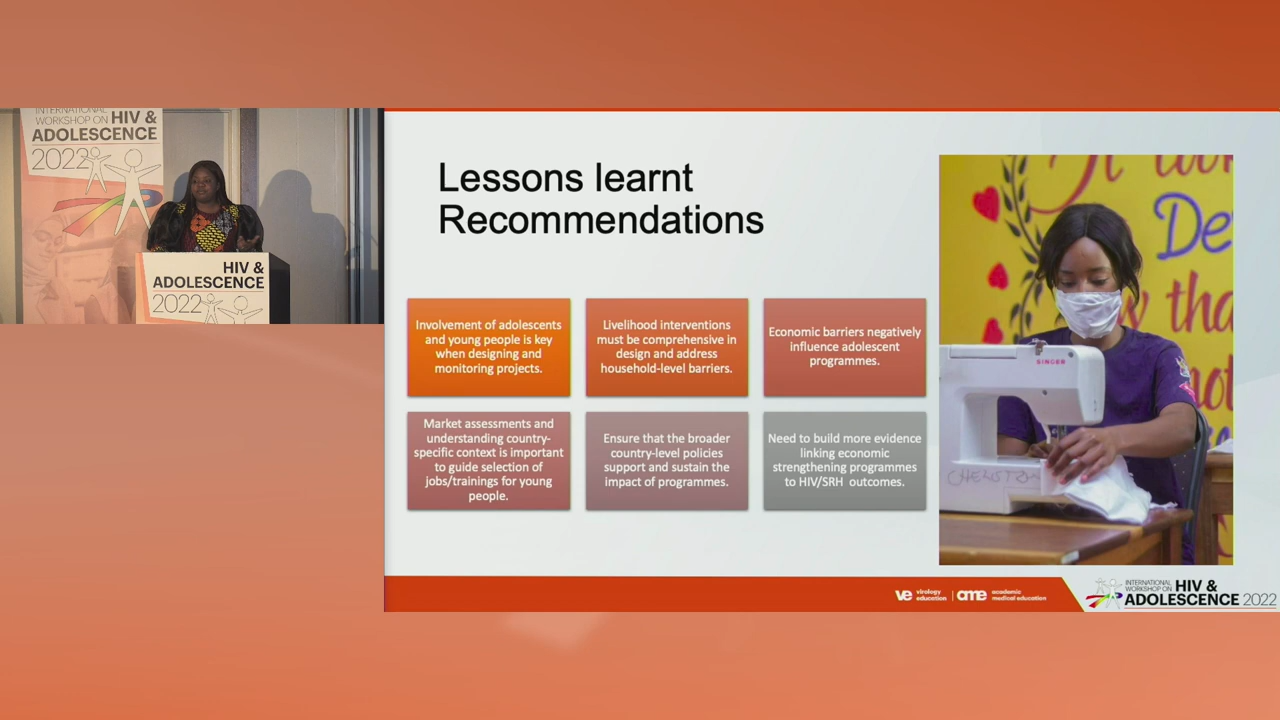 INTERNATIONAL
WORKSHOP ON HIV &
ADOLESCENCE
2022
HIV &
ADOLESCENCE
2022
Lessons learnt
Recommendations
Involvement of adolescents
and young people is key
when designing and
monitoring projects.
Livelihood interventions
must be comprehensive in
design and address
household-level barriers.
Economic barriers negatively
influence adolescent
programmes.
Market assessments and
understanding country-
specific context is important
to guide selection of
jobs/trainings for young
people.
Ensure that the broader
country-level policies
support and sustain the
impact of programmes.
Need to build more evidence
linking economic
strengthening programmes
to HIV/SRH outcomes.
It
De
tha
not
SINGER
CHELSTON
ve virology
education
ame academic
medical education
INTERNATIONAL
WORKSHOP ON HIV &
ADOLESCENCE 2022